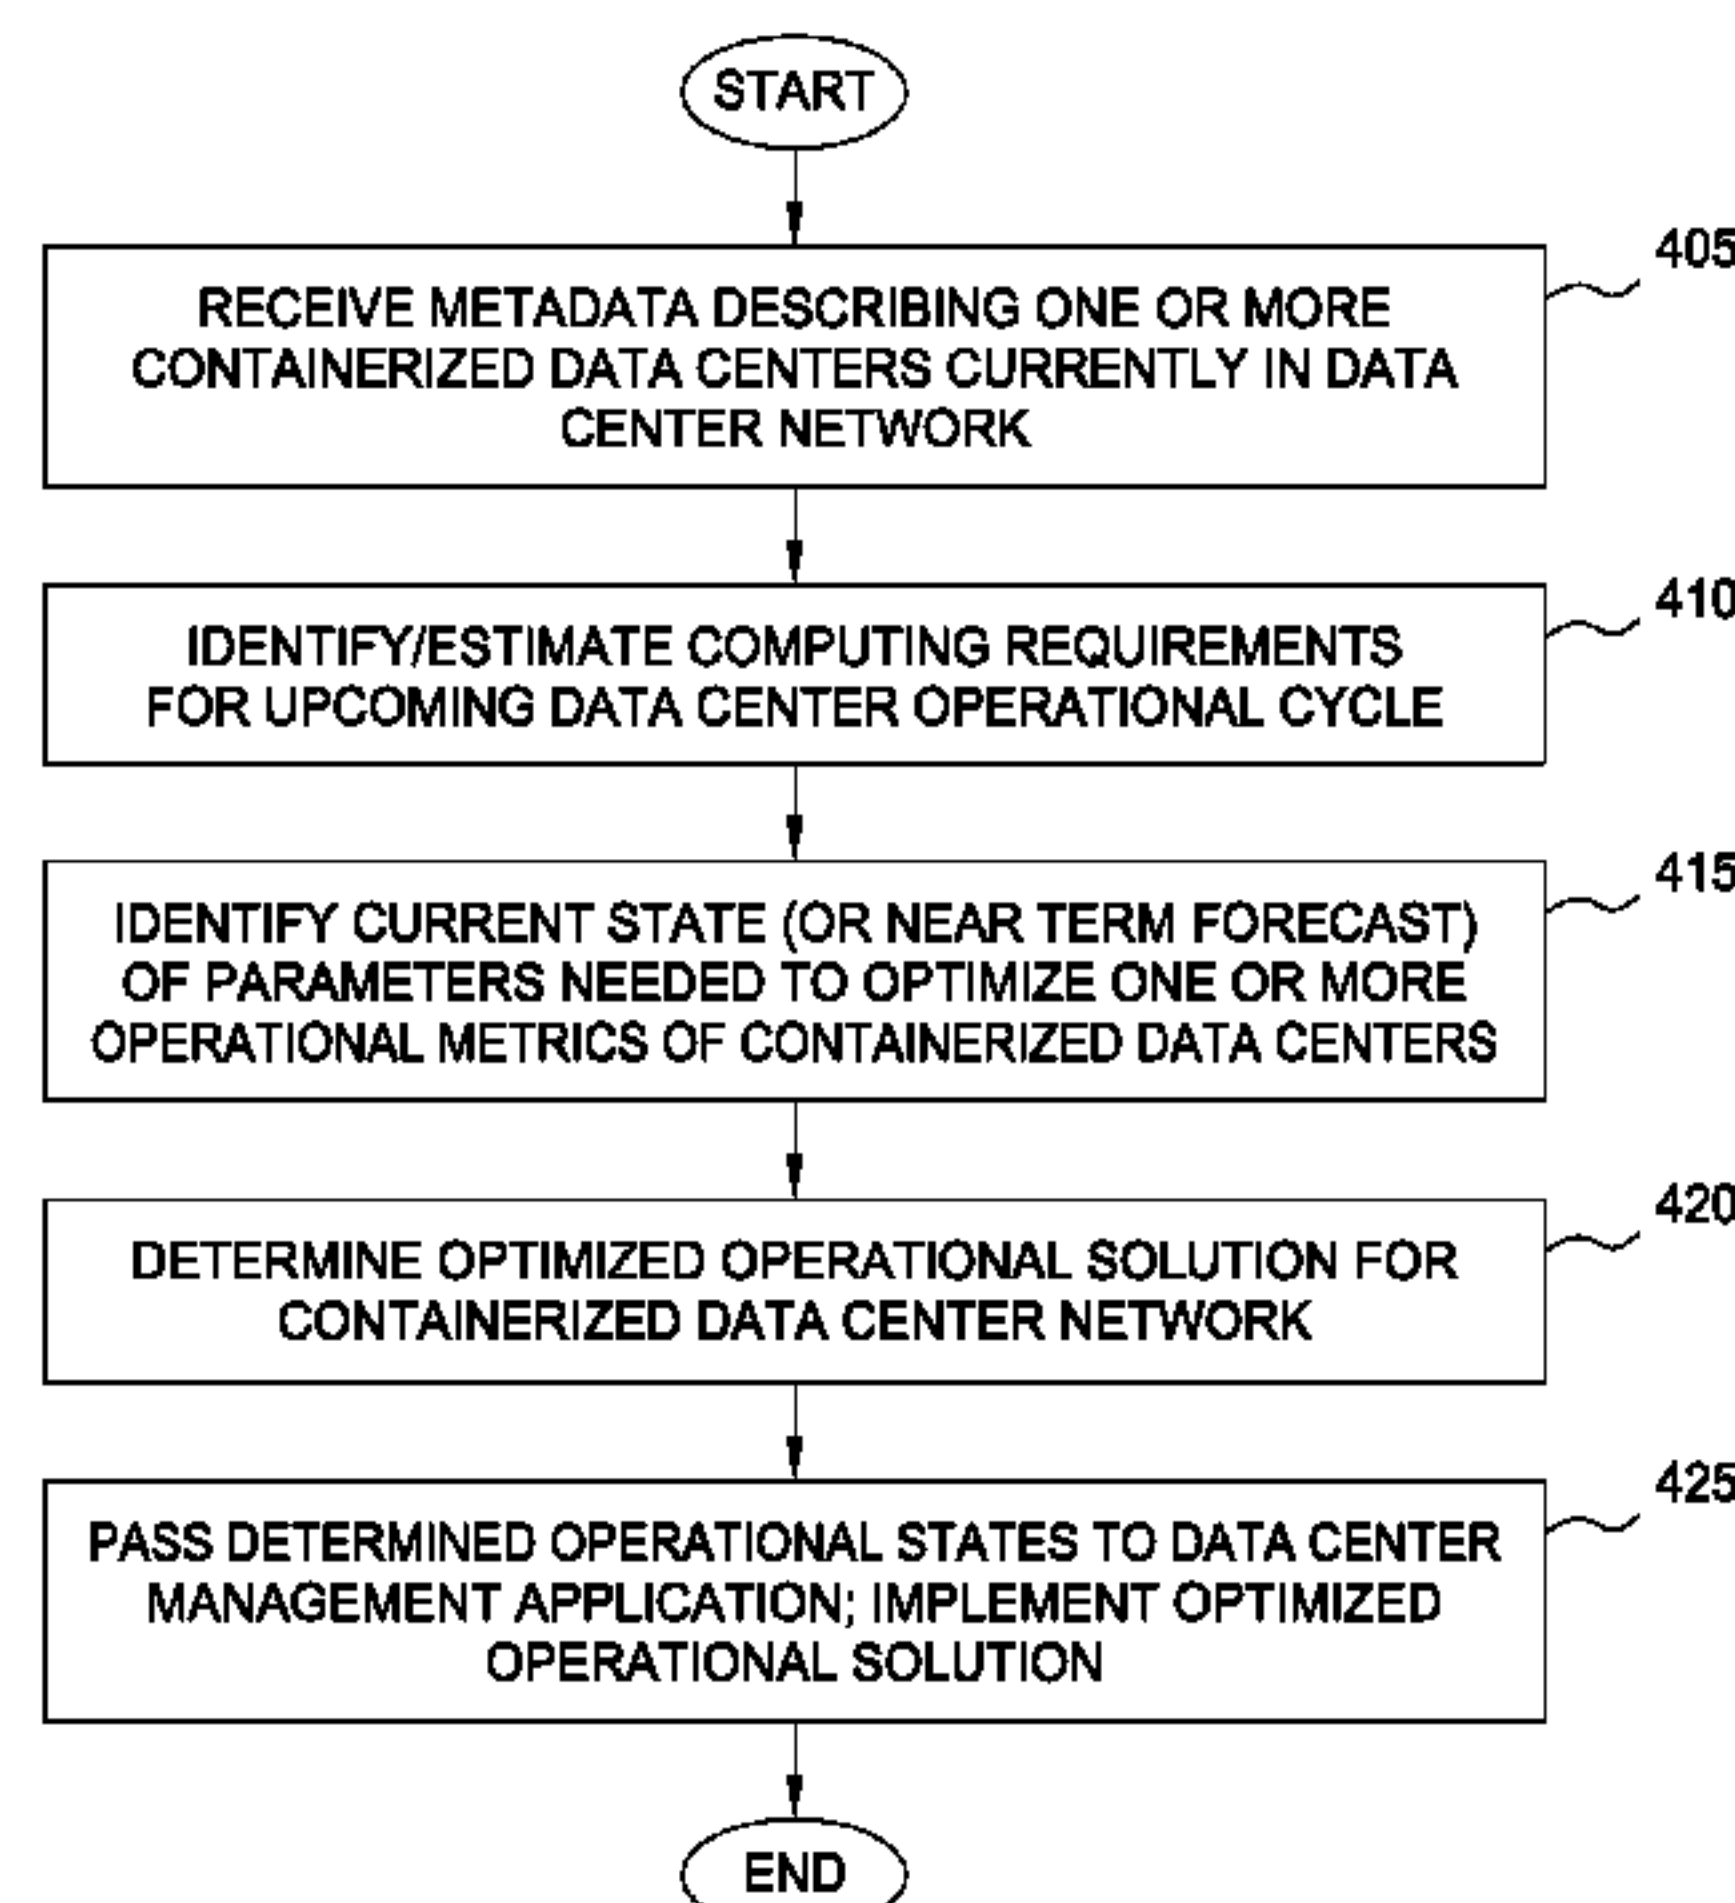 START
405
RECEIVE METADATA DESCRIBING ONE OR MORE
CONTAINERIZED DATA CENTERS CURRENTLY IN DATA
CENTER NETWORK
410
IDENTIFY/ESTIMATE COMPUTING REQUIREMENTS
FOR UPCOMING DATA CENTER OPERATIONAL CYCLE
415
IDENTIFY CURRENT STATE (OR NEAR TERM FORECAST)
OF PARAMETERS NEEDED TO OPTIMIZE ONE OR MORE
OPERATIONAL METRICS OF CONTAINERIZED DATA CENTERS
420
DETERMINE OPTIMIZED OPERATIONAL SOLUTION FOR
CONTAINERIZED DATA CENTER NETWORK
425
PASS DETERMINED OPERATIONAL STATES TO DATA CENTER
MANAGEMENT APPLICATION; IMPLEMENT OPTIMIZED
OPERATIONAL SOLUTION
END